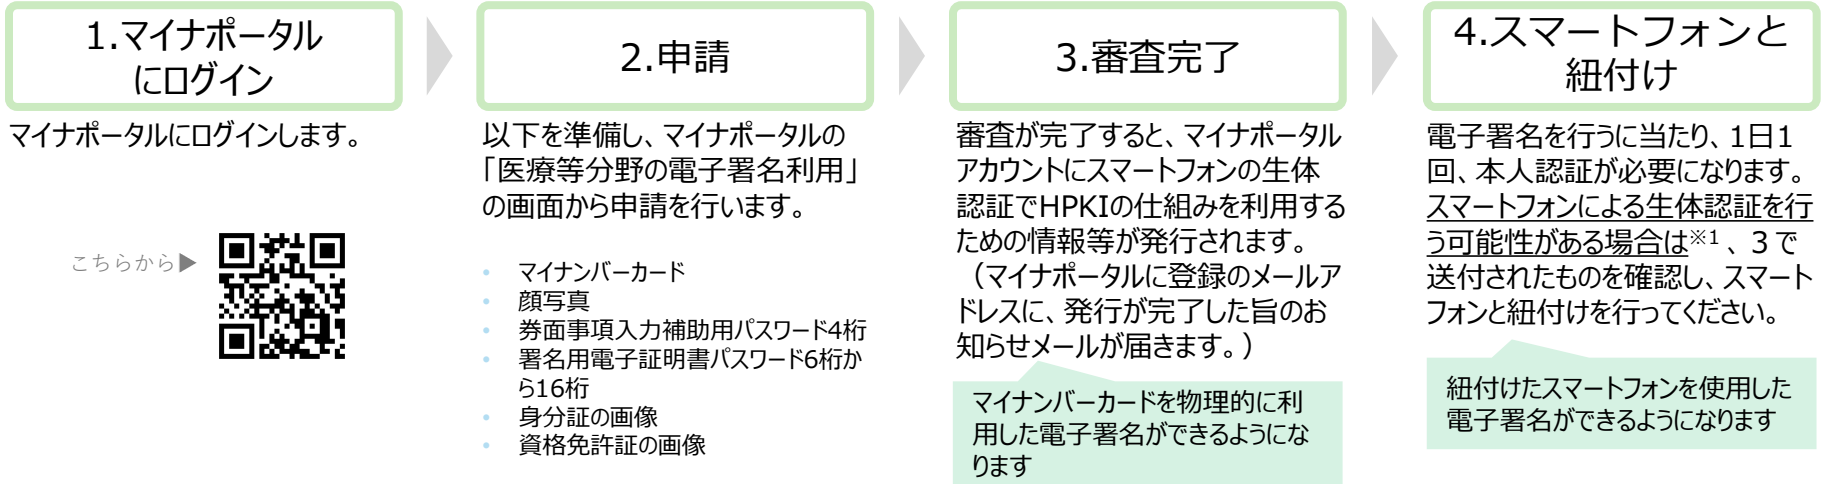 1.マイナポータル
にログイン
マイナポータルにログインします。
こちらから▶
2.申請
以下を準備し、マイナポータルの
「医療等分野の電子署名利用」
の画面から申請を行います。
• マイナンバーカード
• 顔写真
• 券面事項入力補助用パスワード4桁
• 署名用電子証明書パスワード6桁か
ら16桁
• 身分証の画像
• 資格免許証の画像
3.審査完了
審査が完了すると、マイナポータル
アカウントにスマートフォンの生体
認証でHPKIの仕組みを利用する
ための情報等が発行されます。
（マイナポータルに登録のメールア
ドレスに、発行が完了した旨のお
知らせメールが届きます。）
マイナンバーカードを物理的に利
用した電子署名ができるようにな
ります
4.スマートフォンと
紐付け
電子署名を行うに当たり、1日1
回、本人認証が必要になります。
スマートフォンによる生体認証を行
う可能性がある場合は※1、３で
送付されたものを確認し、スマート
フォンと紐付けを行ってください。
紐付けたスマートフォンを使用した
電子署名ができるようになります